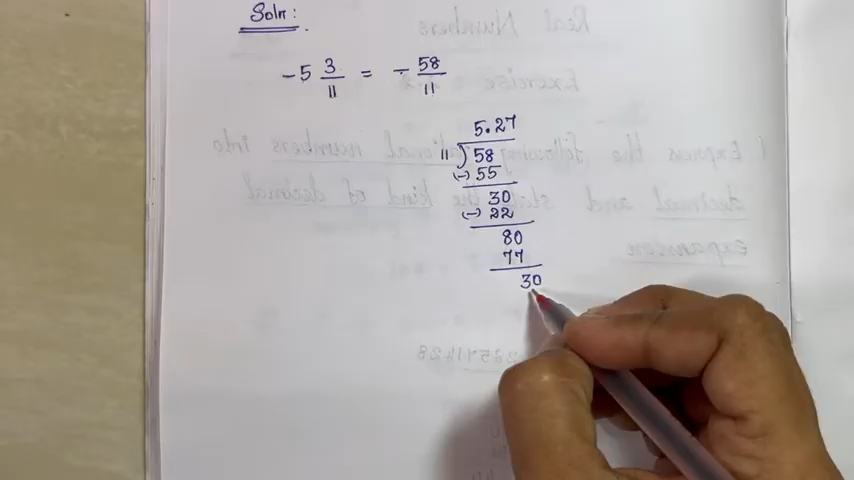 Soln:
-5 3/11 = - 58/11
5.27
11 ) 58
(-) 55
30
(-) 22
80
77
30